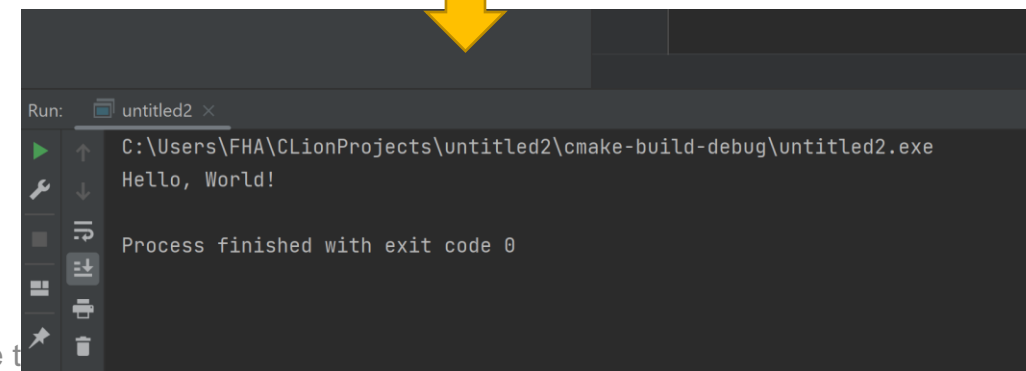 Run: untitled2
C:\Users\FHA\CLionProjects\untitled2\cmake-build-debug\untitled2.exe
Hello, World!
Process finished with exit code 0